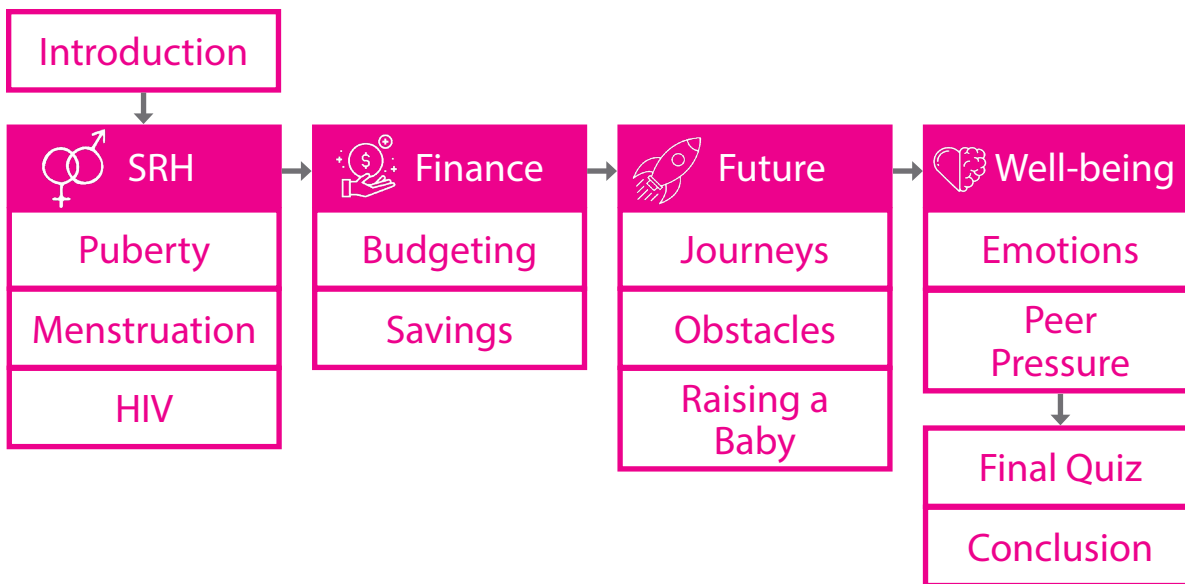 Introduction
SRH
Puberty
Menstruation
HIV
$
Finance
Budgeting
Savings
Future
Journeys
Obstacles
Raising a
Baby
Well-being
Emotions
Peer
Pressure
Final Quiz
Conclusion